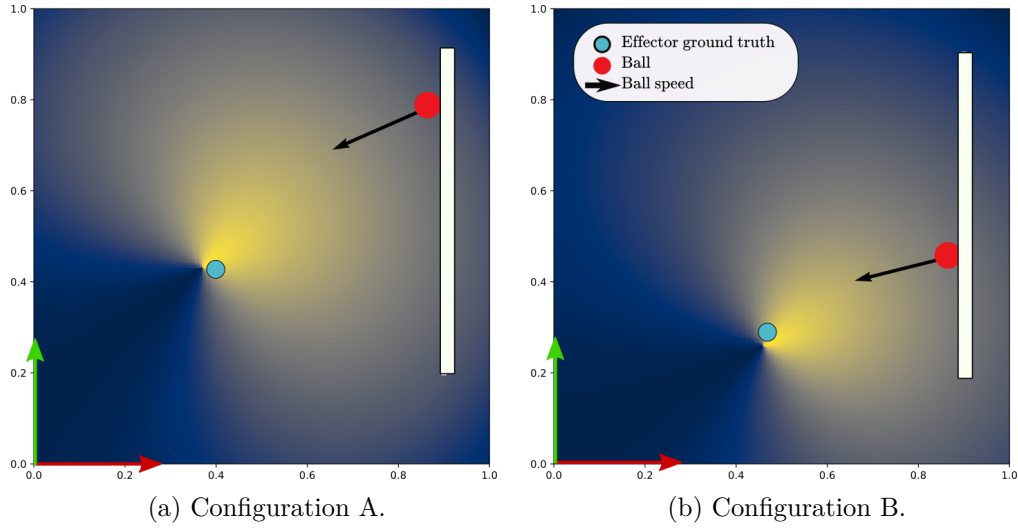 1.0
0.8
0.6
0.4
0.2
0.0
0.0 0.2 0.4 0.6 0.8 1.0
(a) Configuration A.
1.0
0.8
0.6
0.4
0.2
0.0
0.0 0.2 0.4 0.6 0.8 1.0
Effector ground truth
Ball
Ball speed
(b) Configuration B.